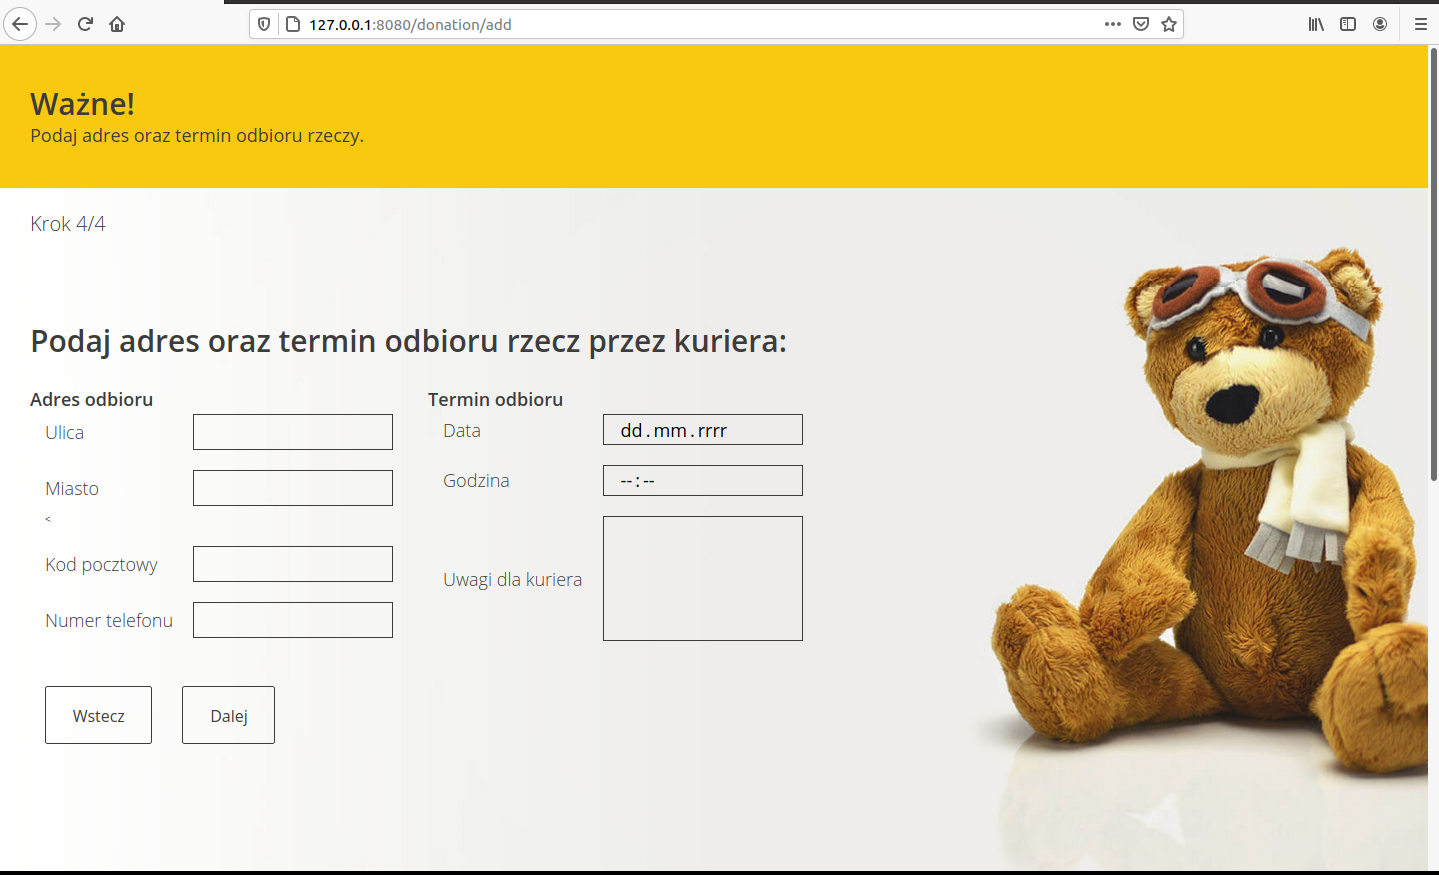 127.0.0.1:8080/donation/add
Ważne!
Podaj adres oraz termin odbioru rzeczy.
Krok 4/4
Podaj adres oraz termin odbioru rzecz przez kuriera:
Adres odbioru
Ulica
Miasto
<
Kod pocztowy
Numer telefonu
Termin odbioru
Data dd.mm.rrrr
Godzina --:--
Uwagi dla kuriera
Wstecz Dalej